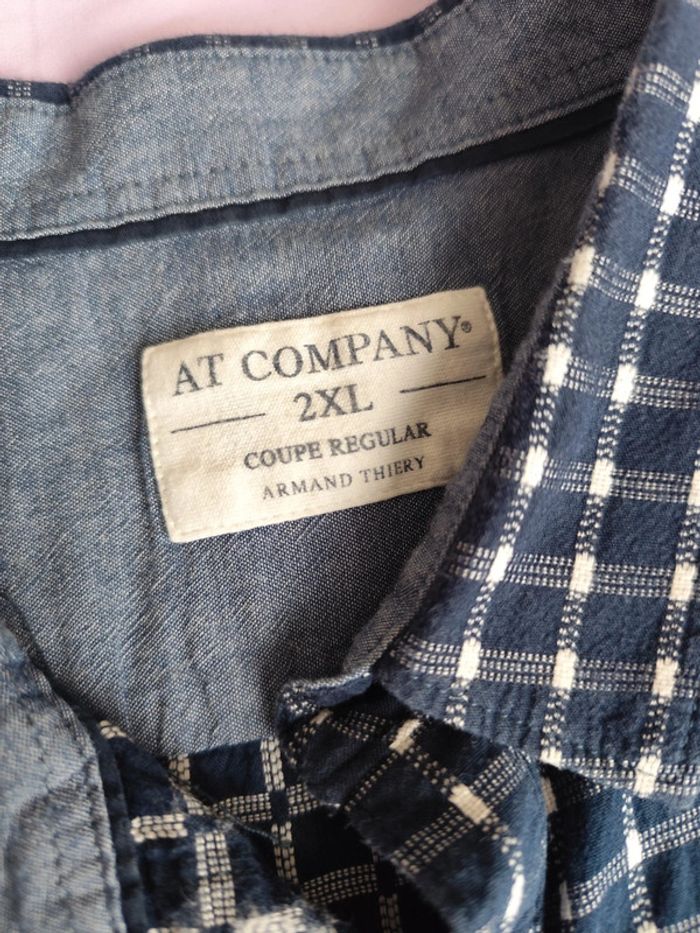 AT COMPANY®
2XL
COUPE REGULAR
ARMAND THIERY